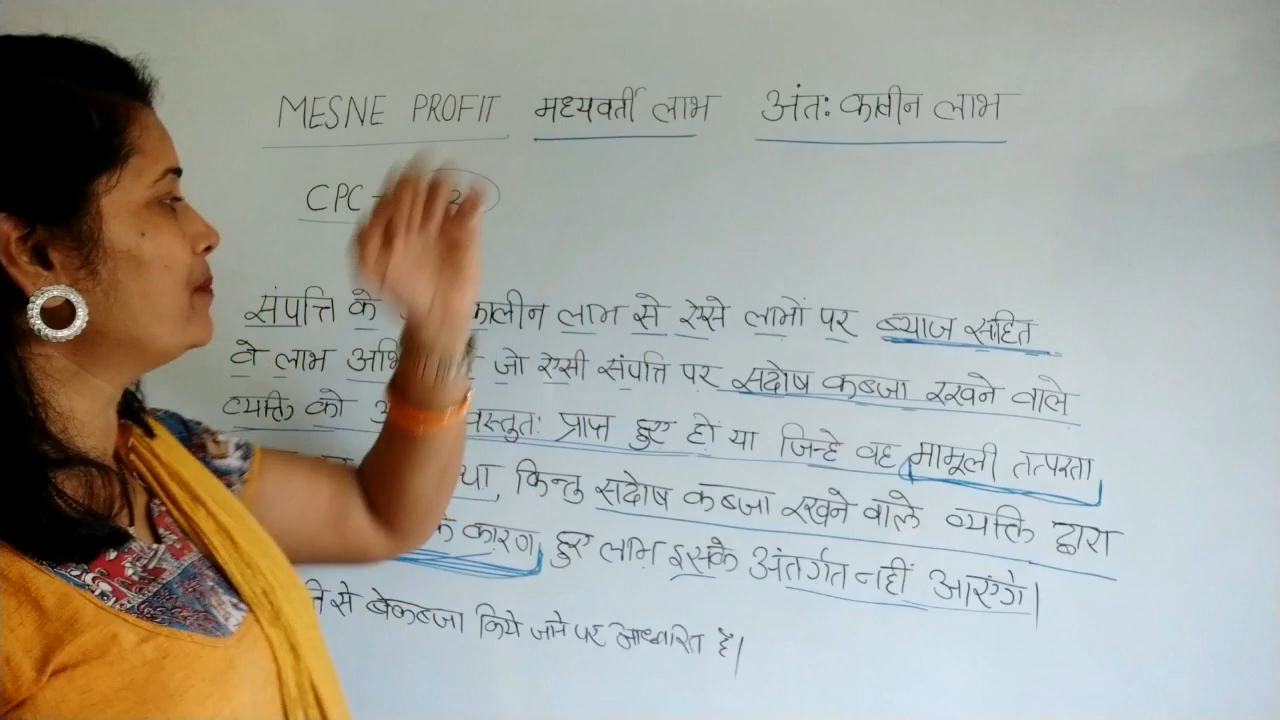 MESNE PROFIT मध्यवर्ती लाभ अंतः कालीन लाभ
CPC - 2
संपत्ति के कालीन लाभ से ऐसे लाभों पर ब्याज सहित
वे लाभ जो ऐसी संपत्ति पर सदोष कब्जा रखने वाले
व्यक्ति को वस्तुतः प्राप्त हुए हों या जिन्हे वह मामूली तत्परता
था, किन्तु सदोष कब्जा रखने वाले व्यक्ति द्वारा
के कारण हुए लाभ इसके अंतर्गत नहीं आएंगे।
से बेकब्जा किये जाने पर आधारित है।